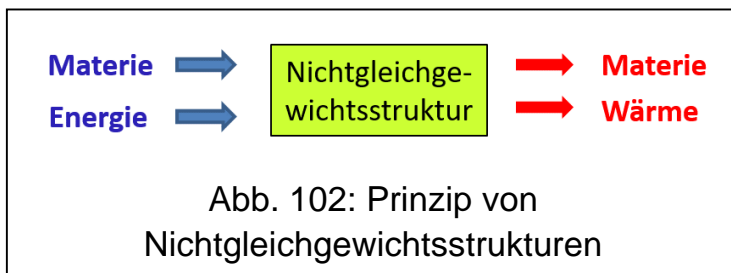 Materie
Energie
Nichtgleichge-
wichtsstruktur
Materie
Wärme
Abb. 102: Prinzip von
Nichtgleichgewichtsstrukturen